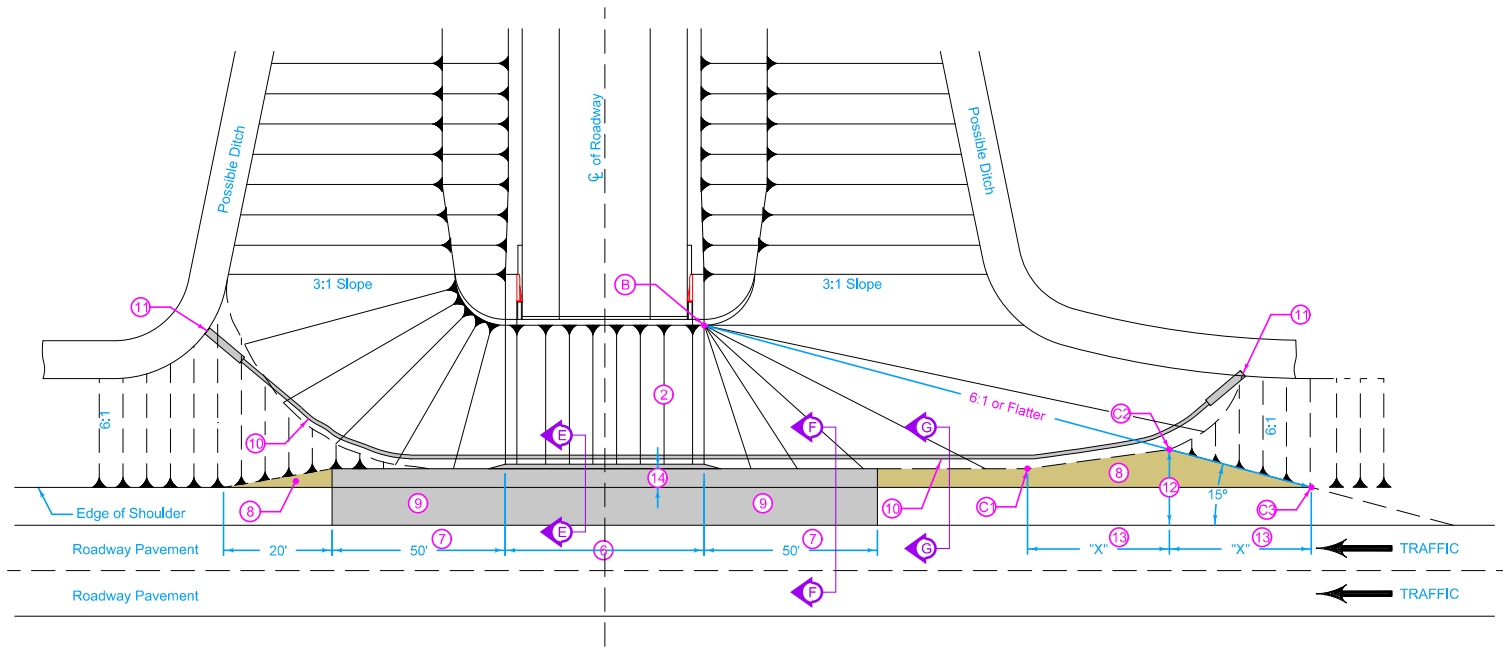 Possible Ditch
℄ of Roadway
Possible Ditch
3:1 Slope
B
3:1 Slope
11
11
2
6:1 or Flatter
C2
6:1
6:1
10
E
F
G
14
8
12
15º
9
9
10
C1
C3
8
Edge of Shoulder
E
Roadway Pavement
20'
50'
7
6
50'
7
G
"X"
13
"X"
13
TRAFFIC
Roadway Pavement
F
TRAFFIC